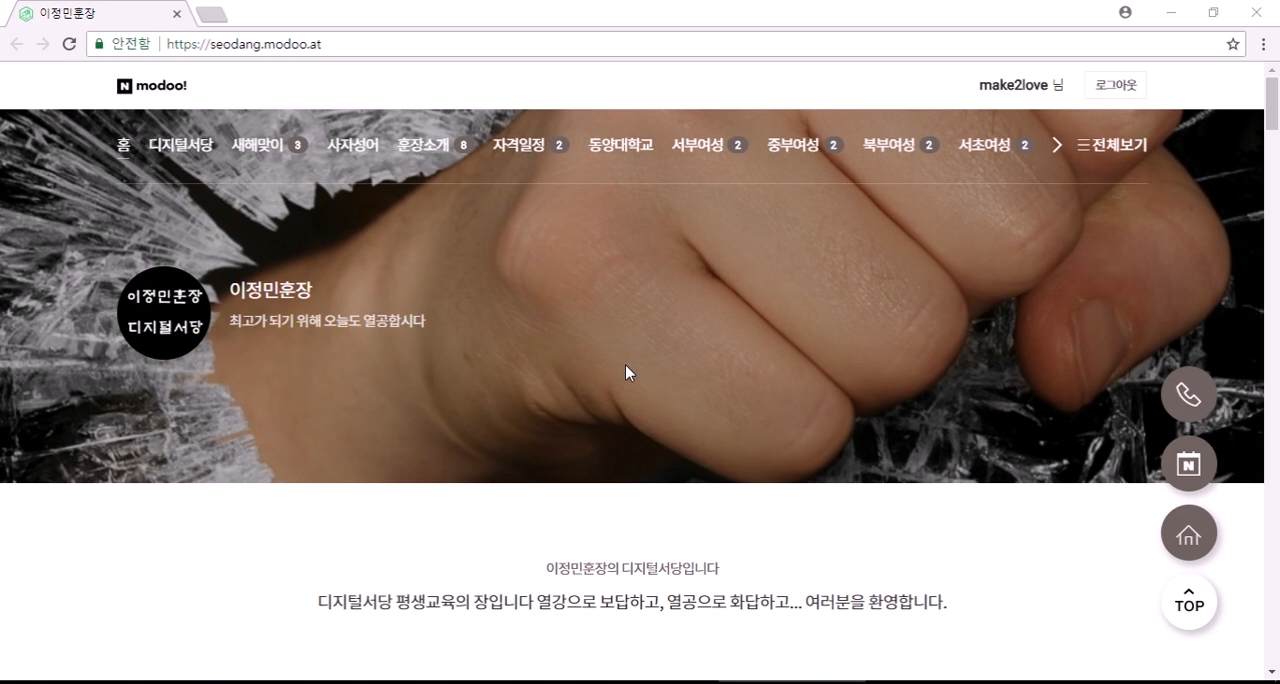 이정민훈장
안전함 https://seodang.modoo.at
N modoo!
make2love 님 로그아웃
홈 디지털서당 새해맞이 3 사자성어 훈장소개 8 자격일정 2 동양대학교 서부여성 2 중부여성 2 북부여성 2 서초여성 2 전체보기
이정민훈장
디지털서당
이정민훈장
최고가 되기 위해 오늘도 열공합시다
N
TOP
이정민훈장의 디지털서당입니다
디지털서당 평생교육의 장입니다 열강으로 보답하고, 열공으로 화답하고... 여러분을 환영합니다.